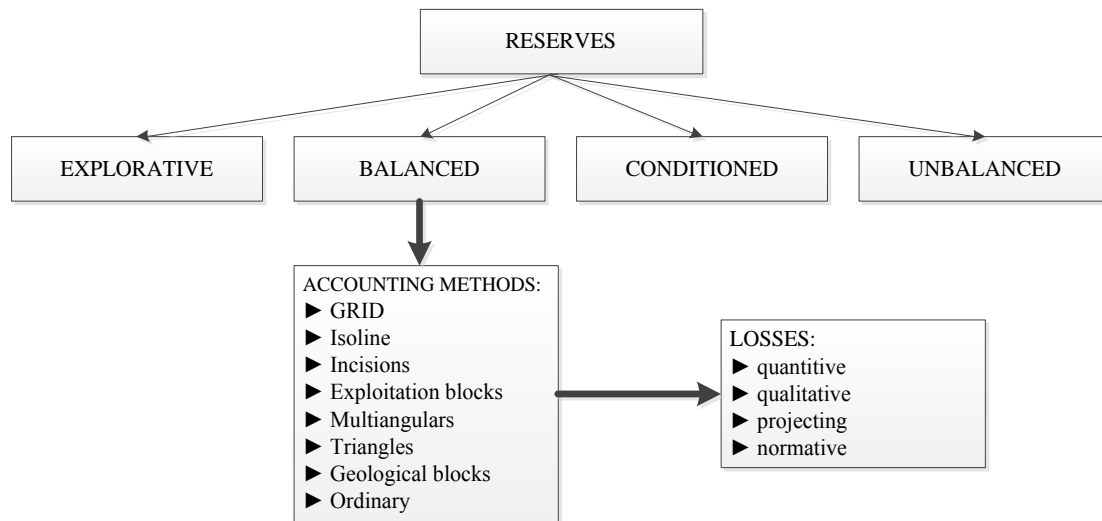 RESERVES
EXPLORATIVE
BALANCED
CONDITIONED
UNBALANCED
ACCOUNTING METHODS:
► GRID
► Isoline
► Incisions
► Exploitation blocks
► Multiangulars
► Triangles
► Geological blocks
► Ordinary
LOSSES:
► quantitive
► qualitative
► projecting
► normative